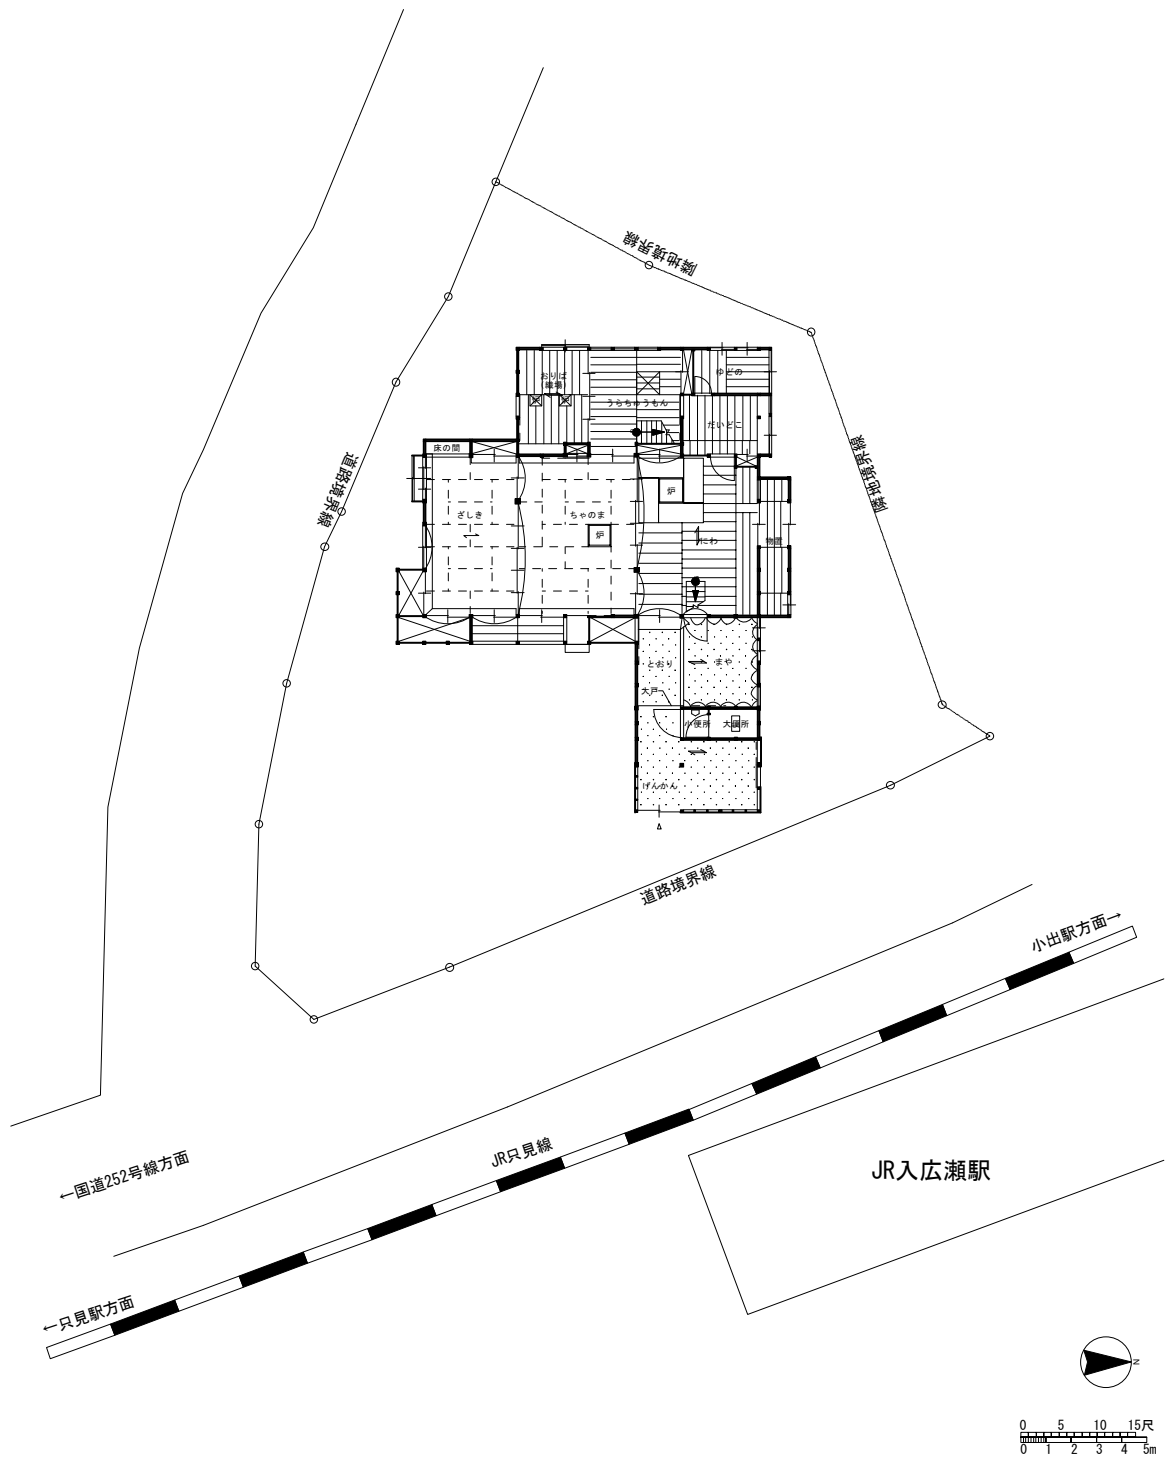 隣地境界線
おりば
(織場)
ゆどの
うらちゅうもん
だいどこ
床の間
道路境界線
隣地境界線
炉
ざしき
ちゃのま
炉
にわ
物置
とおり
まや
大戸
小便所
大便所
げんかん
道路境界線
小出駅方面→
JR只見線
←国道252号線方面
JR入広瀬駅
←只見駅方面
N
0 5 10 15尺
0 1 2 3 4 5m